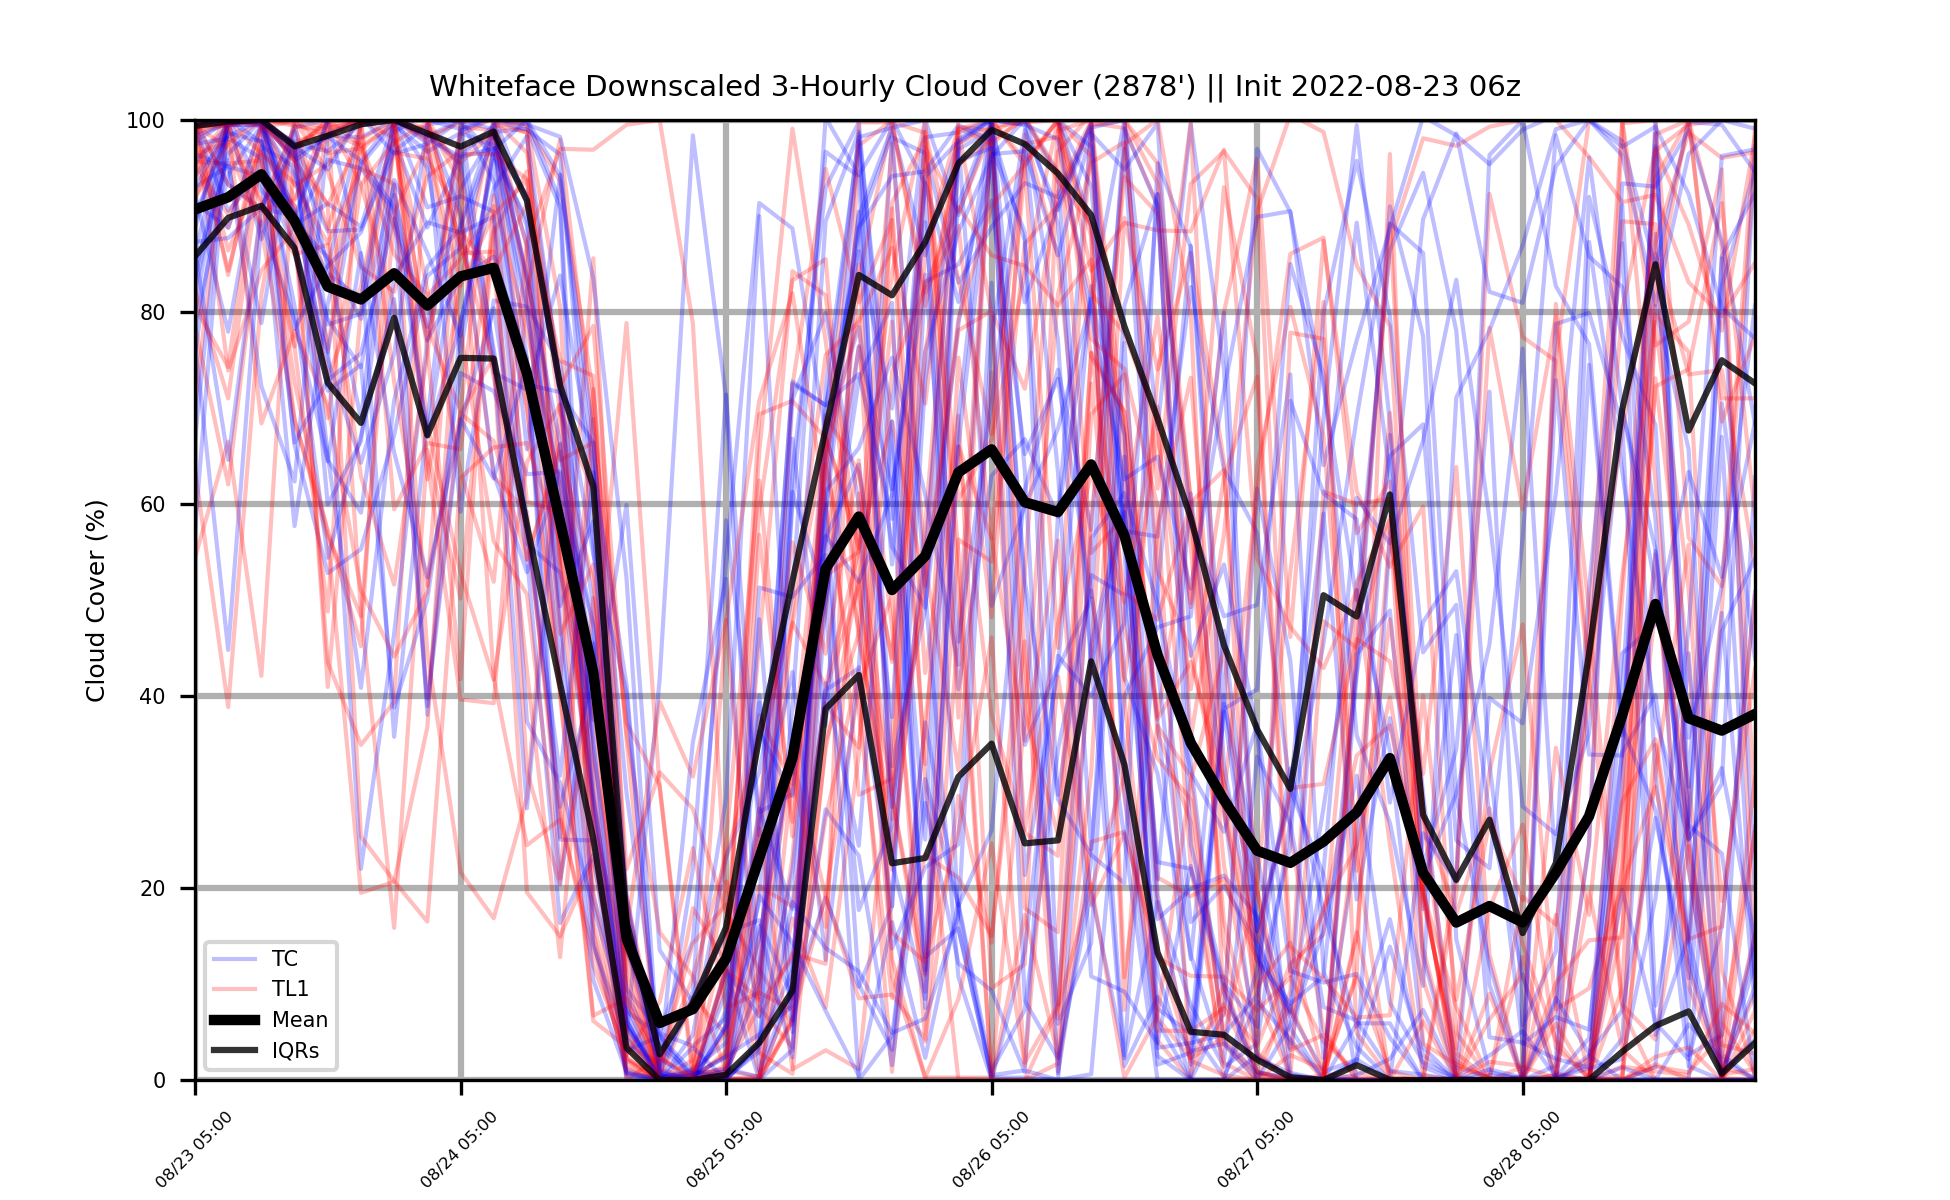 Whiteface Downscaled 3-Hourly Cloud Cover (2878') || Init 2022-08-23 06z
Cloud Cover (%)
100
80
60
40
20
0
TC
TL1
Mean
IQRs
08/23 05:00
08/24 05:00
08/25 05:00
08/26 05:00
08/27 05:00
08/28 05:00